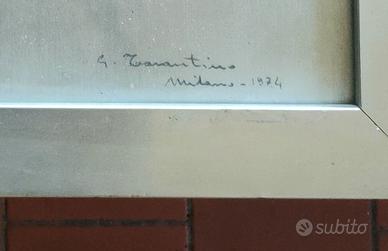 G. Tarantino
Milano - 1974
subito